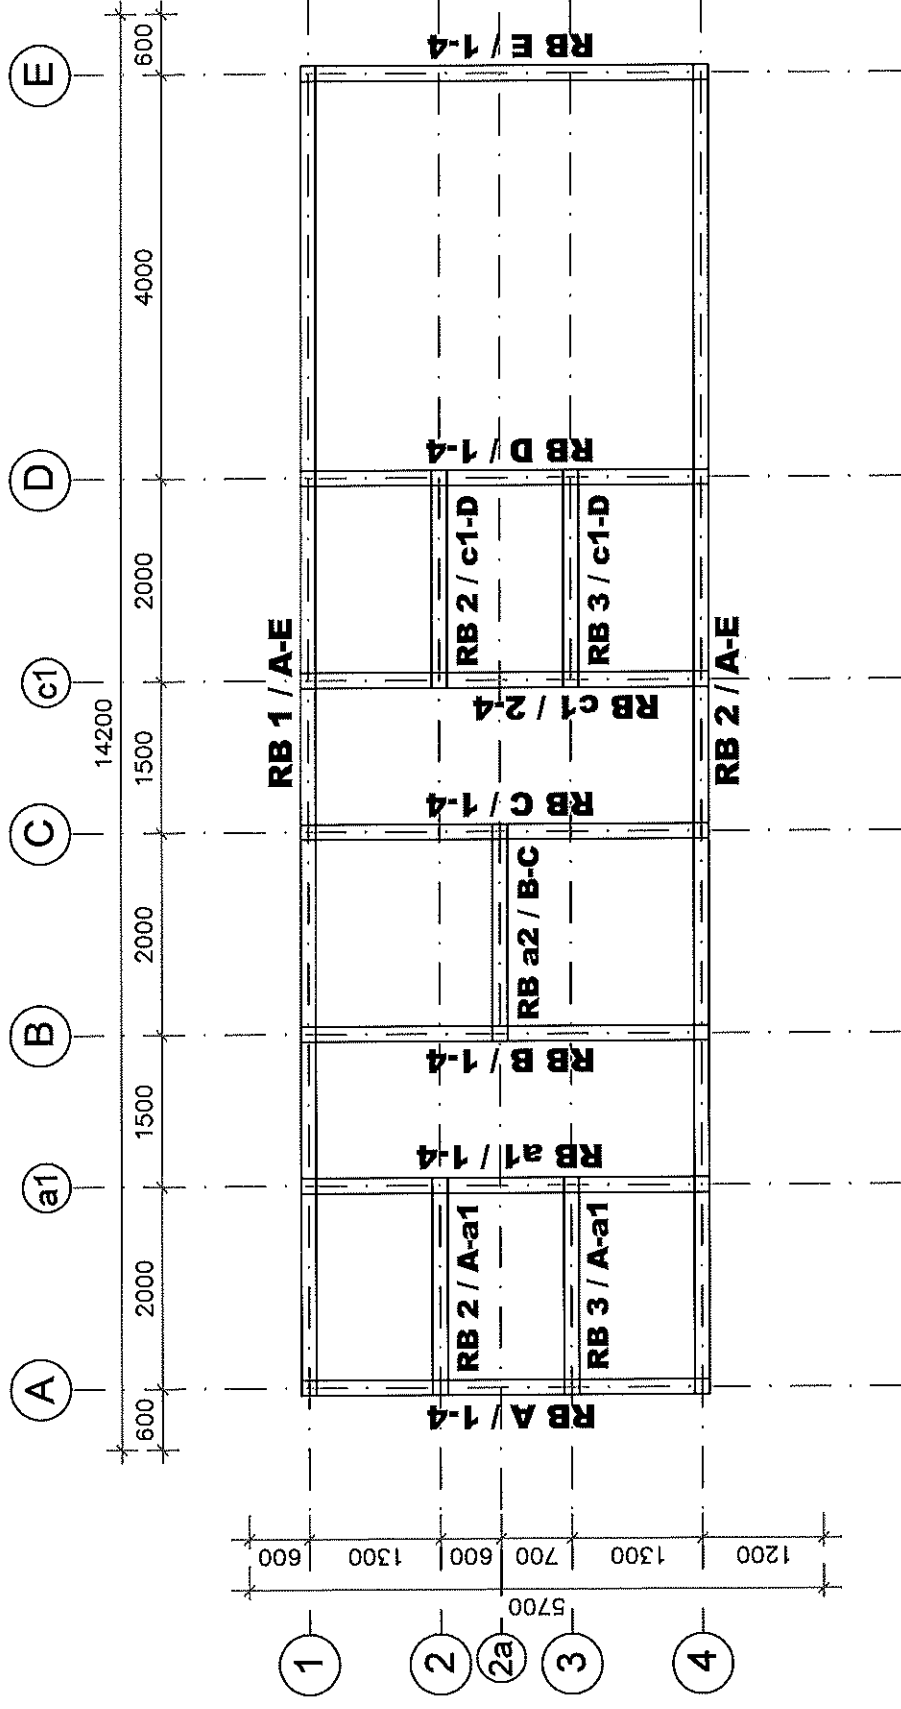 E
D
c1
C
B
a1
A
14200
600
4000
2000
1500
2000
1500
2000
600
RB E / 1-4
RB D / 1-4
RB 2 / c1-D
RB 3 / c1-D
RB 1 / A-E
RB c1 / 2-4
RB 2 / A-E
RB C / 1-4
RB a2 / B-C
RB B / 1-4
RB a1 / 1-4
RB 2 / A-a1
RB 3 / A-a1
RB A / 1-4
600
1300
600
700
1300
1200
5700
1
2
2a
3
4